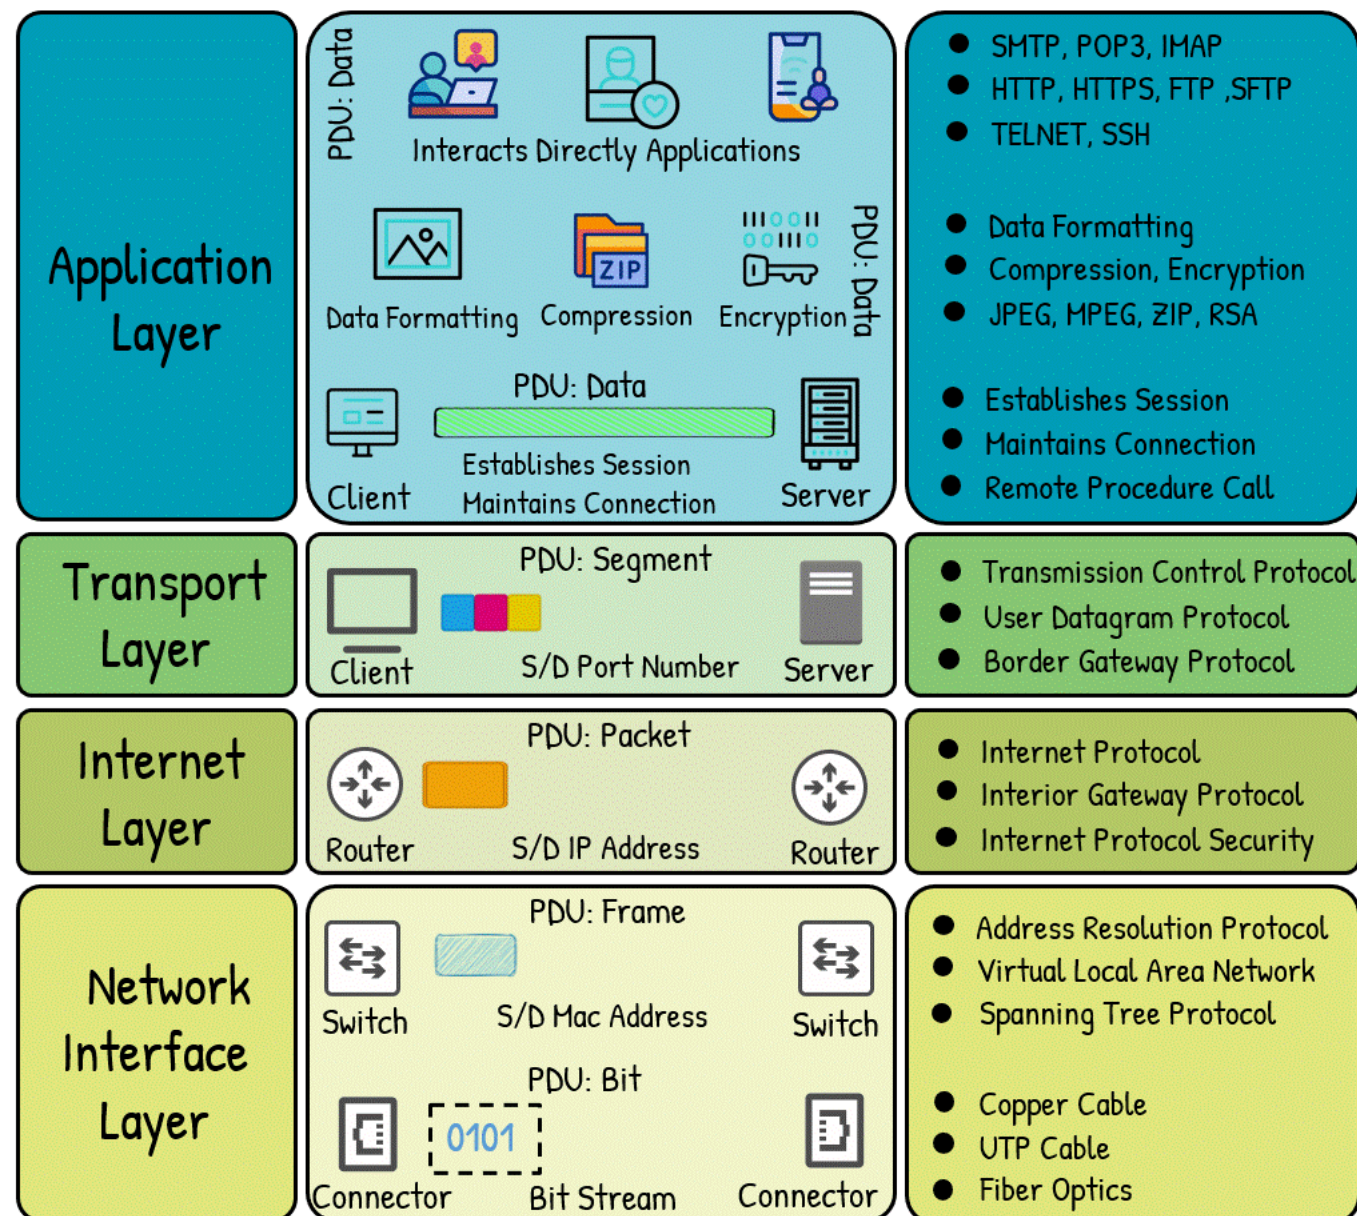 Application
Layer
PDU: Data
Interacts Directly Applications
Data Formatting
ZIP
Compression
Encryption
PDU: Data
PDU: Data
Client
Establishes Session
Maintains Connection
Server
SMTP, POP3, IMAP
HTTP, HTTPS, FTP ,SFTP
TELNET, SSH
Data Formatting
Compression, Encryption
JPEG, MPEG, ZIP, RSA
Establishes Session
Maintains Connection
Remote Procedure Call
Transport
Layer
PDU: Segment
Client
S/D Port Number
Server
Transmission Control Protocol
User Datagram Protocol
Border Gateway Protocol
Internet
Layer
PDU: Packet
Router
S/D IP Address
Router
Internet Protocol
Interior Gateway Protocol
Internet Protocol Security
Network
Interface
Layer
PDU: Frame
Switch
S/D Mac Address
Switch
PDU: Bit
0101
Connector
Bit Stream
Connector
Address Resolution Protocol
Virtual Local Area Network
Spanning Tree Protocol
Copper Cable
UTP Cable
Fiber Optics